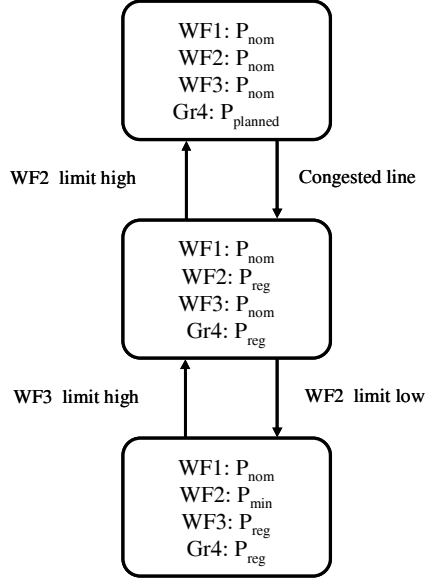 WF1: Pnom
WF2: Pnom
WF3: Pnom
Gr4: Pplanned
WF2 limit high
Congested line
WF1: Pnom
WF2: Preg
WF3: Pnom
Gr4: Preg
WF3 limit high
WF2 limit low
WF1: Pnom
WF2: Pmin
WF3: Preg
Gr4: Preg